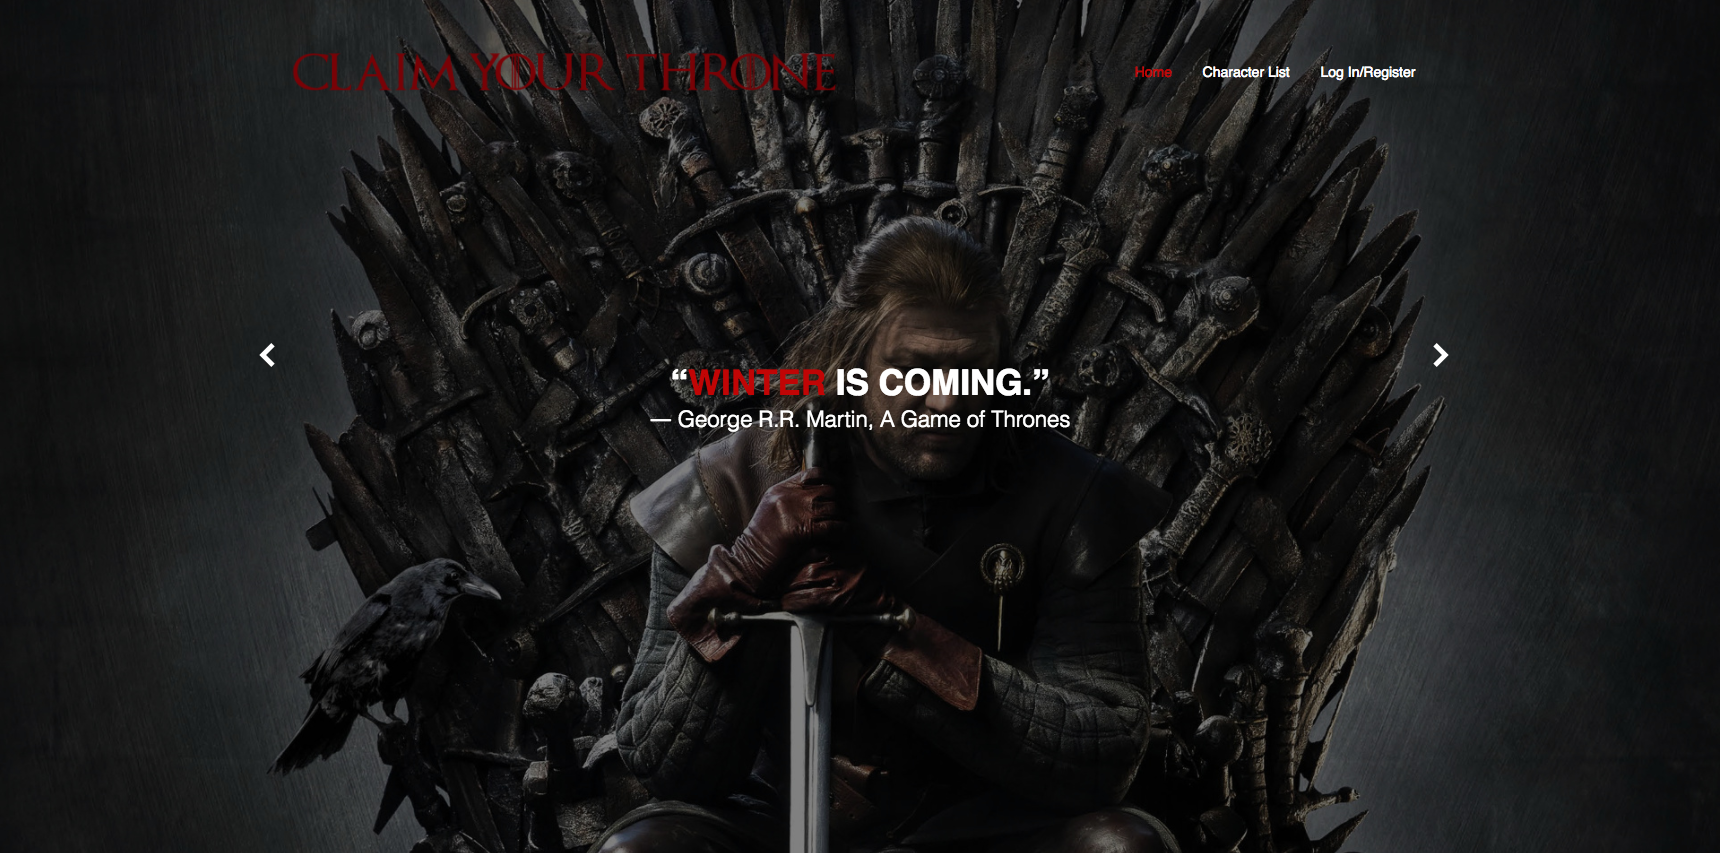 CLAIM YOUR THRONE
Home Character List Log In/Register
“WINTER IS COMING.”
— George R.R. Martin, A Game of Thrones